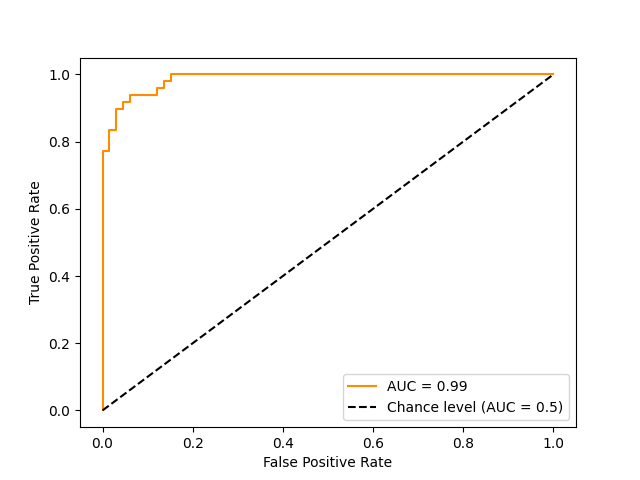 1.0
0.8
0.6
0.4
0.2
0.0
True Positive Rate
AUC = 0.99
Chance level (AUC = 0.5)
0.0 0.2 0.4 0.6 0.8 1.0
False Positive Rate